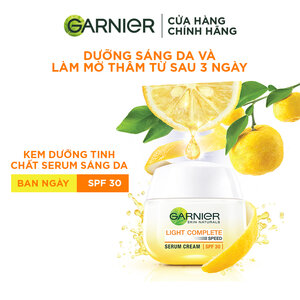 GARNIER
CỬA HÀNG
CHÍNH HÃNG
DƯỠNG SÁNG DA VÀ
LÀM MỜ THÂM TỪ SAU 3 NGÀY
KEM DƯỠNG TINH
CHẤT SERUM SÁNG DA
BAN NGÀY
SPF 30
GARNIER
SKIN NATURALS
LIGHT COMPLETE
SPEED
SERUM CREAM
SPF 30